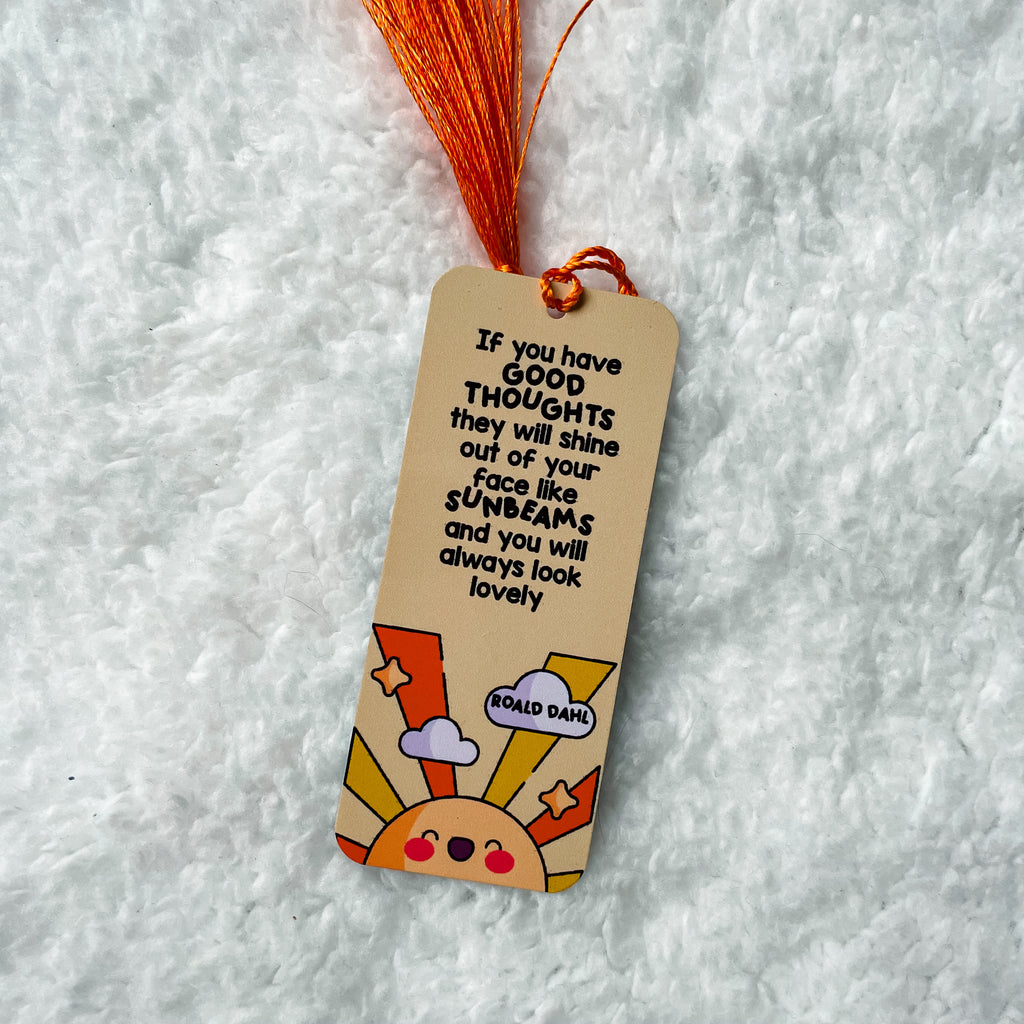 If you have
GOOD
THOUGHTS
they will shine
out of your
face like
SUNBEAMS
and you will
always look
lovely
ROALD DAHL